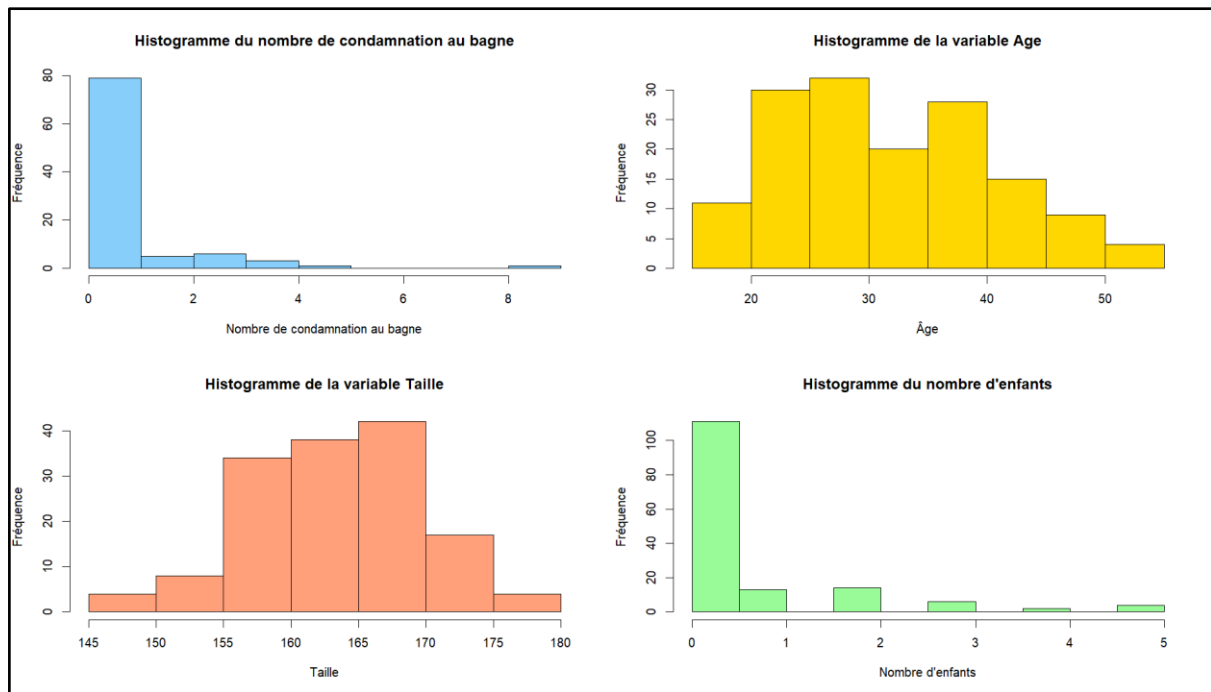 Histogramme du nombre de condamnation au bagne
Fréquence
80
60
40
20
0
0 2 4 6 8
Nombre de condamnation au bagne
Histogramme de la variable Age
Fréquence
30
25
20
15
10
5
0
20 30 40 50
Âge
Histogramme de la variable Taille
Fréquence
40
30
20
10
0
145 150 155 160 165 170 175 180
Taille
Histogramme du nombre d'enfants
Fréquence
100
80
60
40
20
0
0 1 2 3 4 5
Nombre d'enfants